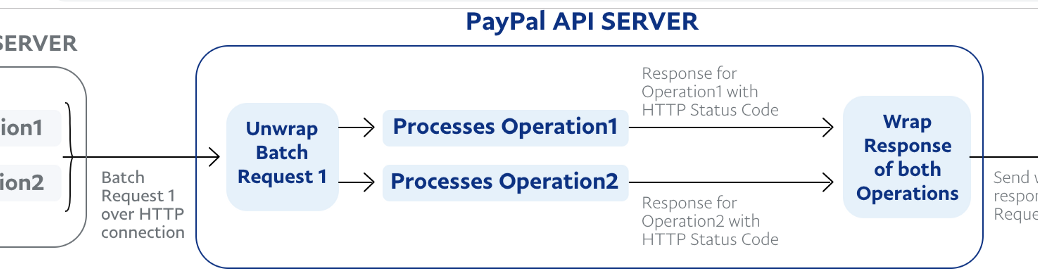 PayPal API SERVER
SERVER
ion1
ion2
Batch
Request 1
over HTTP
connection
Unwrap
Batch
Request 1
Processes Operation1
Processes Operation2
Response for
Operation1 with
HTTP Status Code
Response for
Operation2 with
HTTP Status Code
Wrap
Response
of both
Operations
Send
respon
Reque